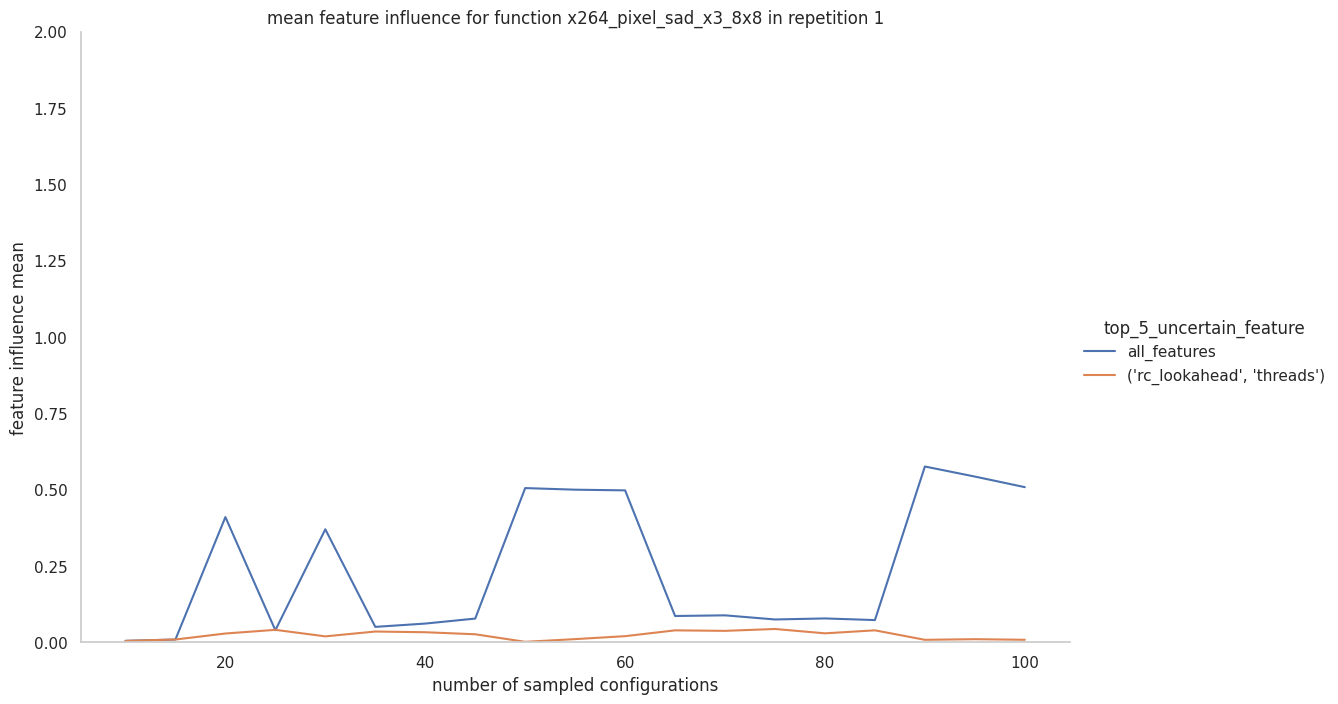 mean feature influence for function x264_pixel_sad_x3_8x8 in repetition 1
2.00
1.75
1.50
1.25
1.00
0.75
0.50
0.25
0.00
feature influence mean
20
40
60
80
100
number of sampled configurations
top_5_uncertain_feature
all_features
('rc_lookahead', 'threads')